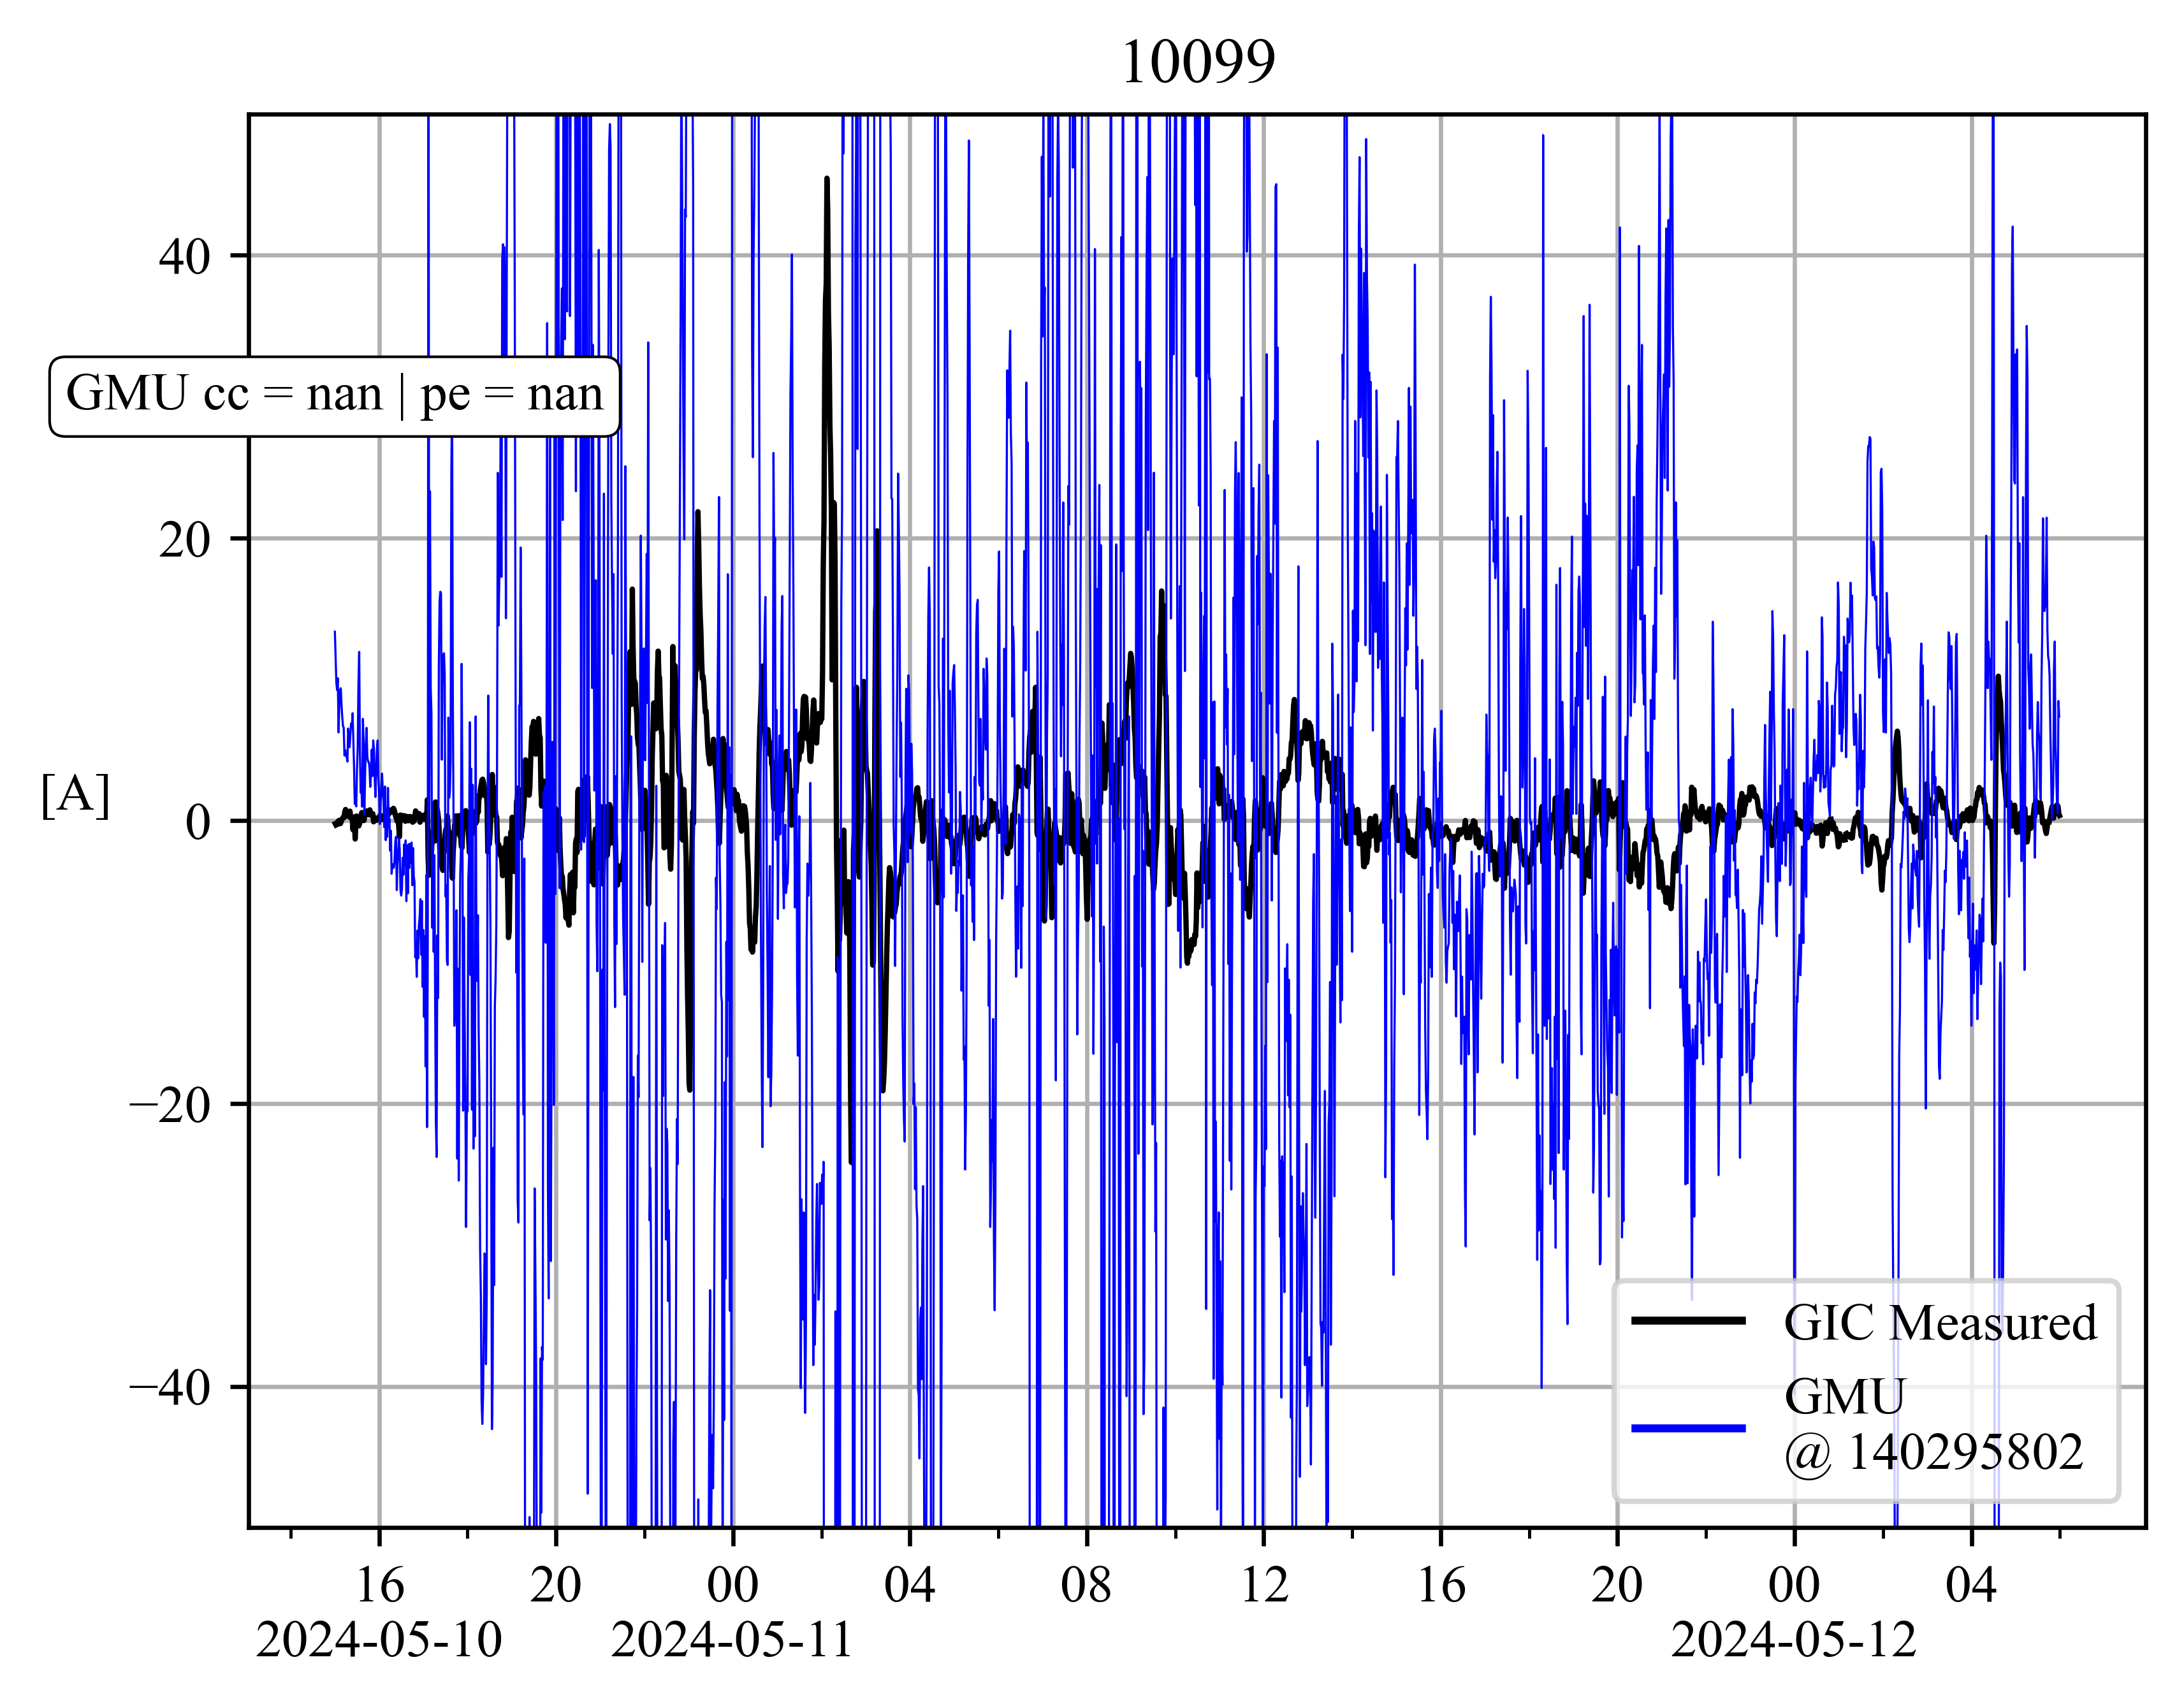 10099
40
20
0
−20
−40
[A]
GMU cc = nan | pe = nan
GIC Measured
GMU
@ 140295802
16 20 00 04 08 12 16 20 00 04
2024-05-10 2024-05-11 2024-05-12